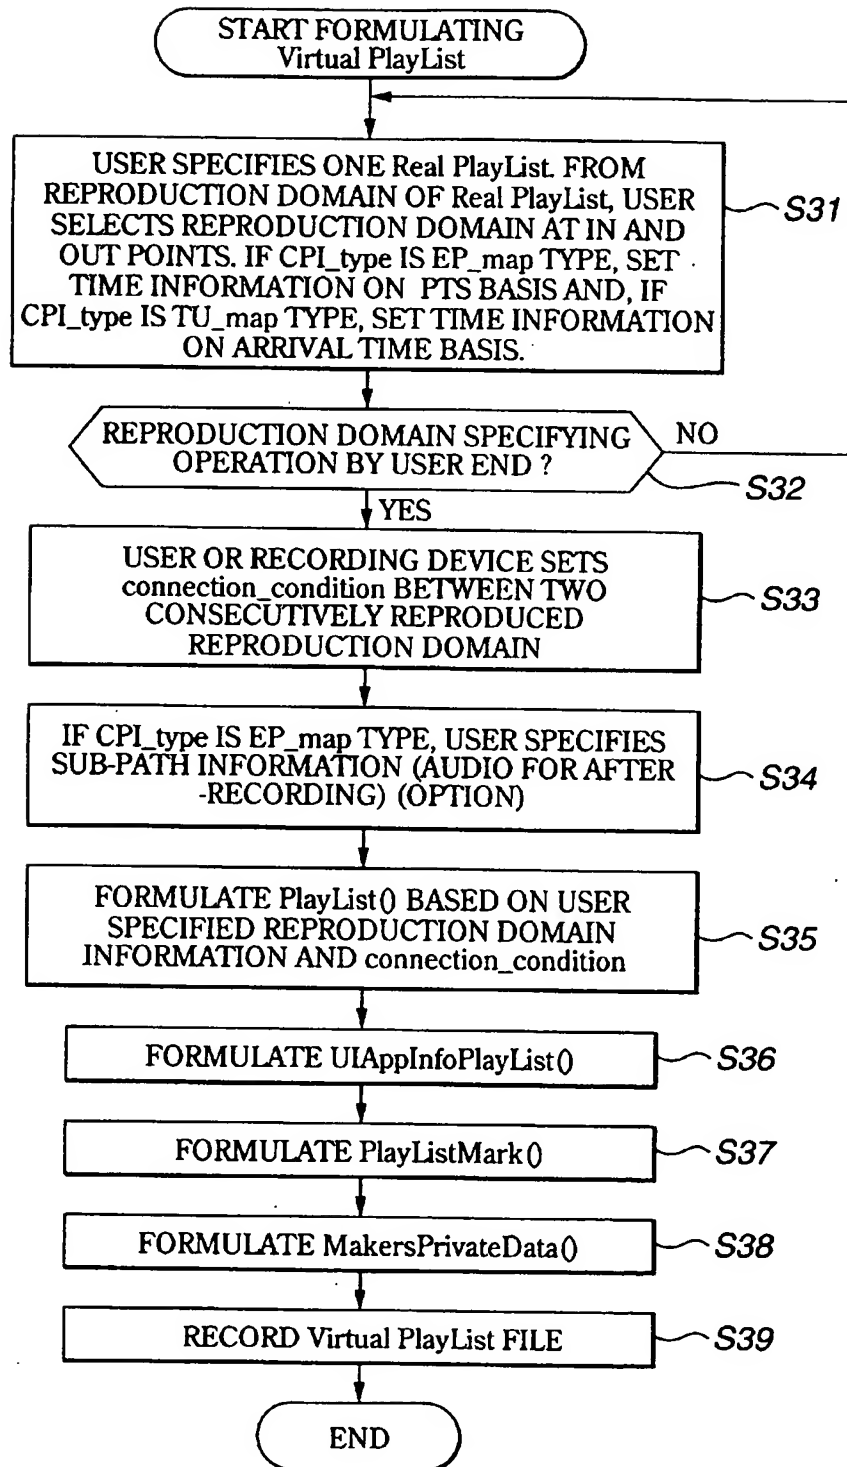 START FORMULATING
Virtual PlayList
USER SPECIFIES ONE Real PlayList. FROM
REPRODUCTION DOMAIN OF Real PlayList, USER
SELECTS REPRODUCTION DOMAIN AT IN AND
OUT POINTS. IF CPI_type IS EP_map TYPE, SET
TIME INFORMATION ON PTS BASIS AND, IF
CPI_type IS TU_map TYPE, SET TIME INFORMATION
ON ARRIVAL TIME BASIS.
S31
REPRODUCTION DOMAIN SPECIFYING
OPERATION BY USER END ?
NO
S32
YES
USER OR RECORDING DEVICE SETS
connection_condition BETWEEN TWO
CONSECUTIVELY REPRODUCED
REPRODUCTION DOMAIN
S33
IF CPI_type IS EP_map TYPE, USER SPECIFIES
SUB-PATH INFORMATION (AUDIO FOR AFTER
-RECORDING) (OPTION)
S34
FORMULATE PlayList() BASED ON USER
SPECIFIED REPRODUCTION DOMAIN
INFORMATION AND connection_condition
S35
FORMULATE UIAppInfoPlayList()
S36
FORMULATE PlayListMark()
S37
FORMULATE MakersPrivateData()
S38
RECORD Virtual PlayList FILE
S39
END